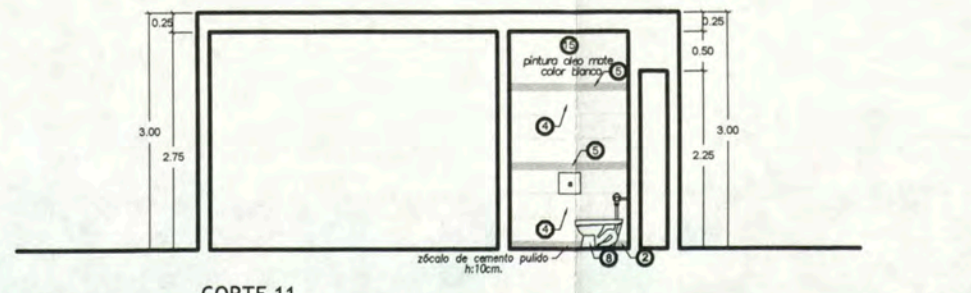 0.25
0.25
15
0.50
pintura oleo mate
color blanco
5
4
3.00
3.00
5
2.75
2.25
4
zócalo de cemento pulido
h:10cm.
8
2
CORTE 11